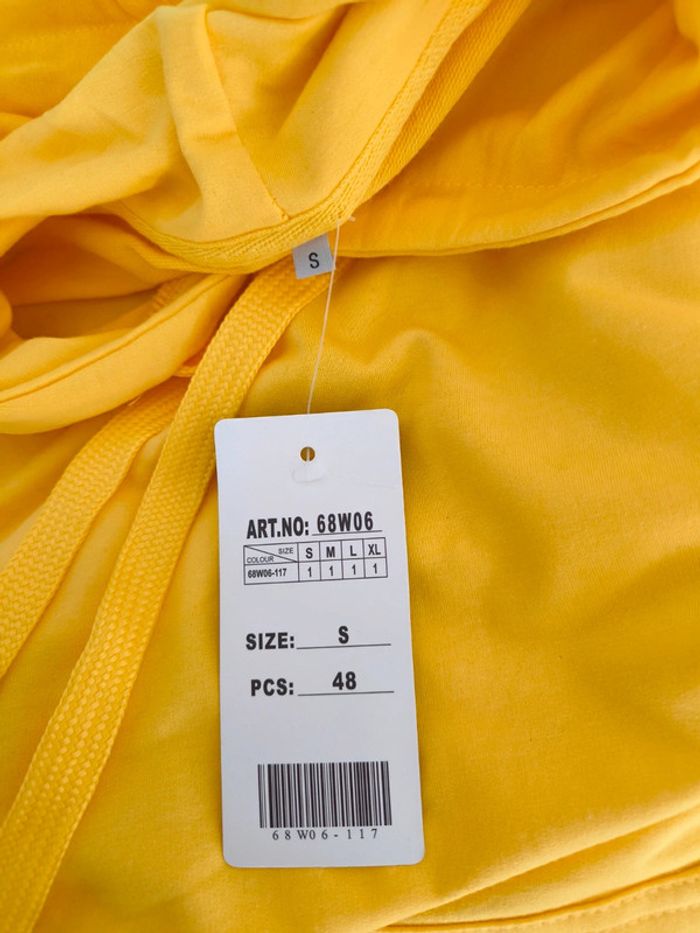 S
ART.NO: 68W06
SIZE S M L XL
COLOUR
68W06-117 1 1 1 1
SIZE: S
PCS: 48
68W06-117